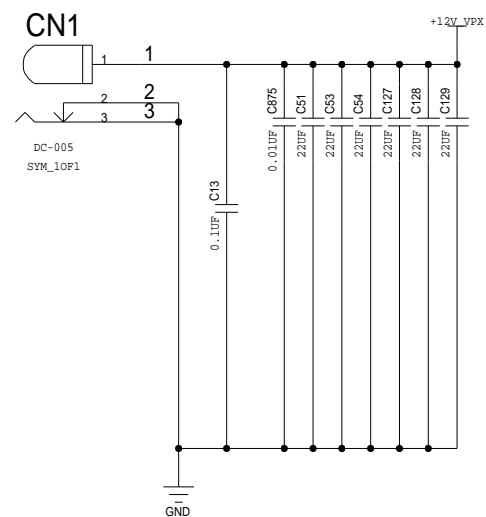 CN1
+12V_VPX
1 1
2 2
3 3
DC-005
SYM_1OF1
C13
0.1UF
C875
0.01UF
C51
22UF
C53
22UF
C54
22UF
C127
22UF
C128
22UF
C129
22UF
GND